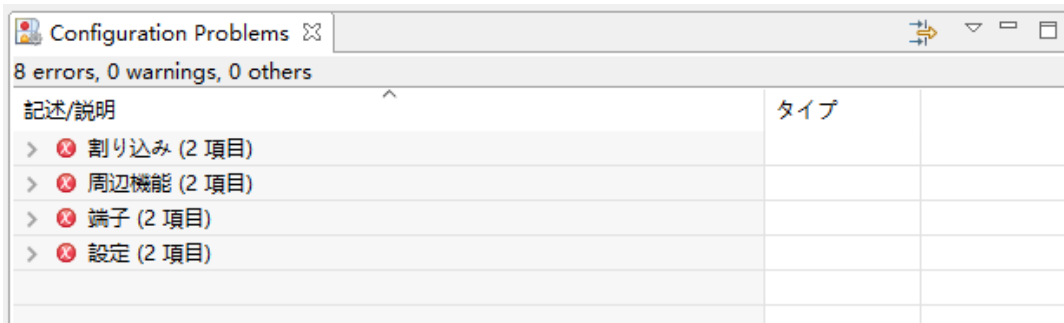 Configuration Problems
8 errors, 0 warnings, 0 others
記述/説明 タイプ
割り込み (2 項目)
周辺機能 (2 項目)
端子 (2 項目)
設定 (2 項目)